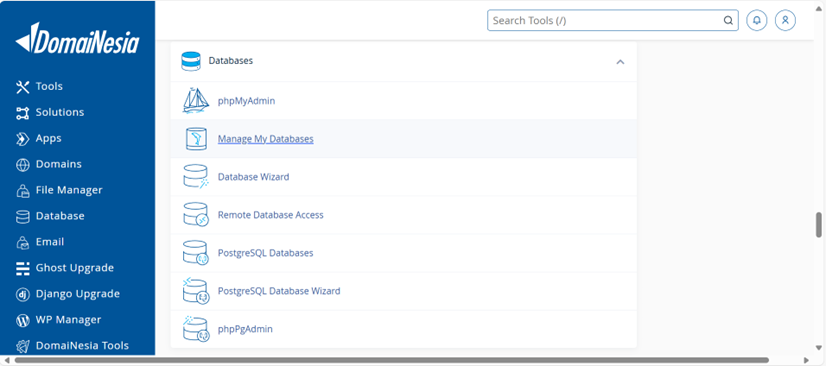 DomaiNesia
Search Tools (/)
Tools
Solutions
Apps
Domains
File Manager
Database
Email
Ghost Upgrade
Django Upgrade
WP Manager
DomaiNesia Tools
Databases
phpMyAdmin
Manage My Databases
Database Wizard
Remote Database Access
PostgreSQL Databases
PostgreSQL Database Wizard
phpPgAdmin